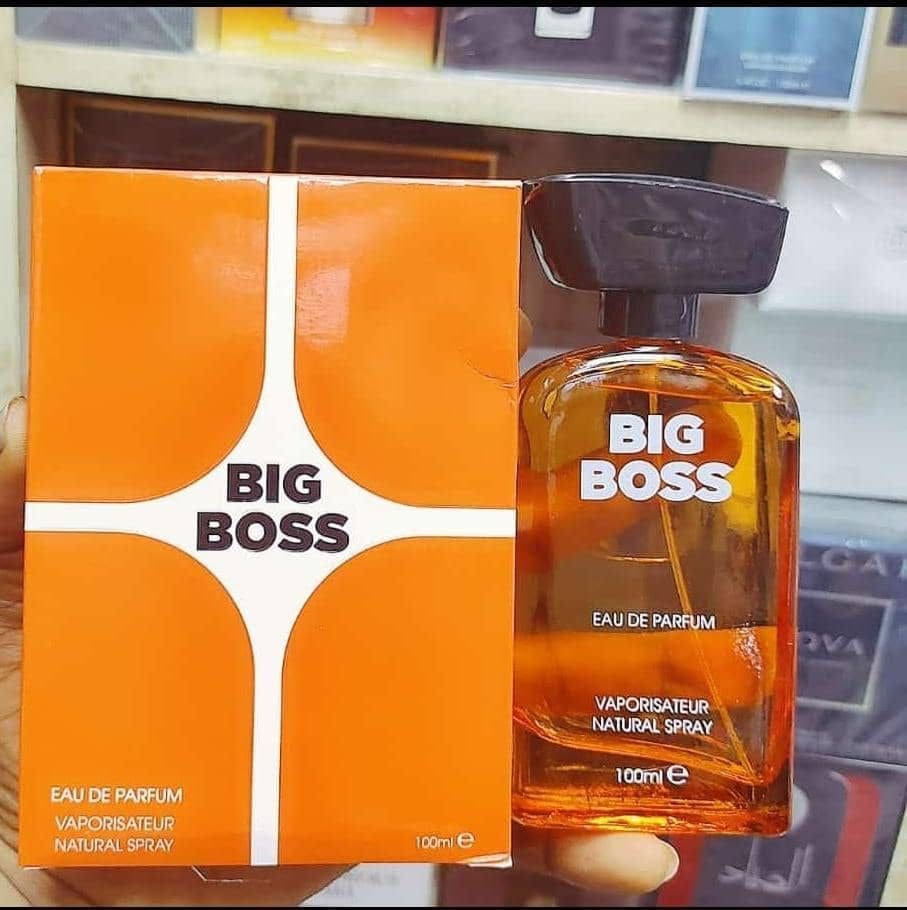 BIG
BOSS
EAU DE PARFUM
VAPORISATEUR
NATURAL SPRAY
100ml e
BIG
BOSS
EAU DE PARFUM
VAPORISATEUR
NATURAL SPRAY
100ml e